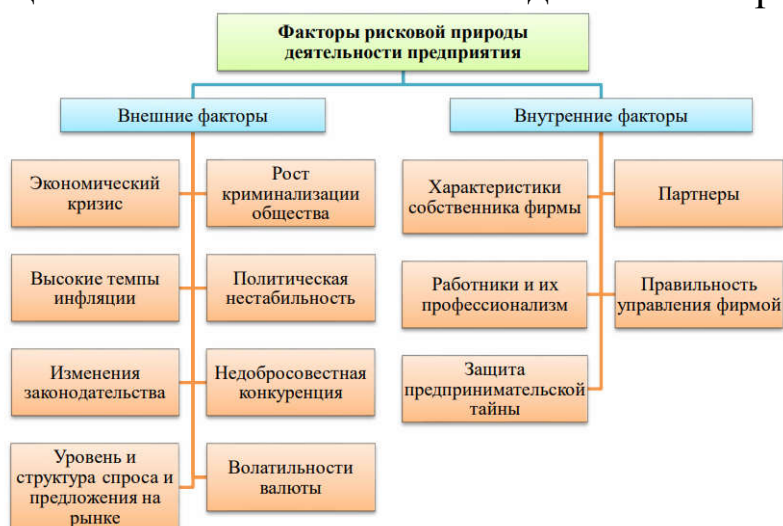 Факторы рисковой природы
деятельности предприятия
Внешние факторы
Внутренние факторы
Экономический
кризис
Рост
криминализации
общества
Высокие темпы
инфляции
Политическая
нестабильность
Изменения
законодательства
Недобросовестная
конкуренция
Уровень и
структура спроса и
предложения на
рынке
Волатильности
валюты
Характеристики
собственника фирмы
Партнеры
Работники и их
профессионализм
Правильность
управления фирмой
Защита
предпринимательской
тайны